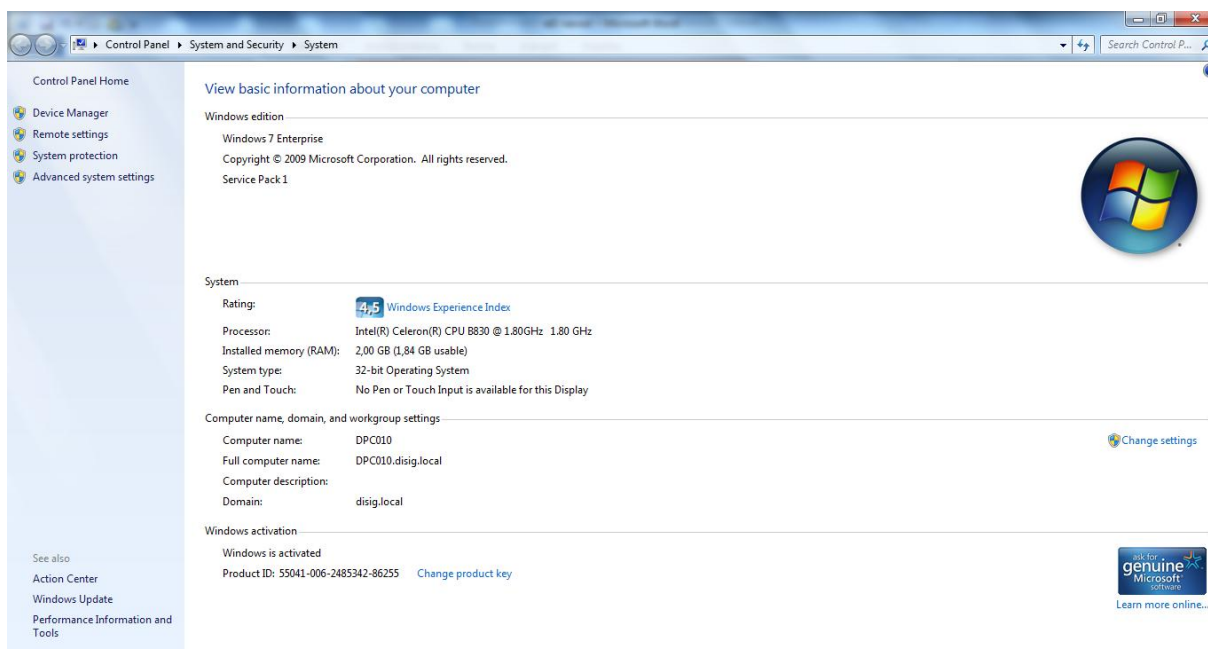 Control Panel ▸ System and Security ▸ System
Search Control P...
Control Panel Home
Device Manager
Remote settings
System protection
Advanced system settings
View basic information about your computer
Windows edition
Windows 7 Enterprise
Copyright © 2009 Microsoft Corporation. All rights reserved.
Service Pack 1
System
Rating: 4,5 Windows Experience Index
Processor: Intel(R) Celeron(R) CPU B830 @ 1.80GHz 1.80 GHz
Installed memory (RAM): 2,00 GB (1,84 GB usable)
System type: 32-bit Operating System
Pen and Touch: No Pen or Touch Input is available for this Display
Computer name, domain, and workgroup settings
Computer name: DPC010
Change settings
Full computer name: DPC010.disig.local
Computer description:
Domain: disig.local
Windows activation
Windows is activated
Product ID: 55041-006-2485342-86255 Change product key
ask for
genuine
Microsoft
software
Learn more online...
See also
Action Center
Windows Update
Performance Information and
Tools